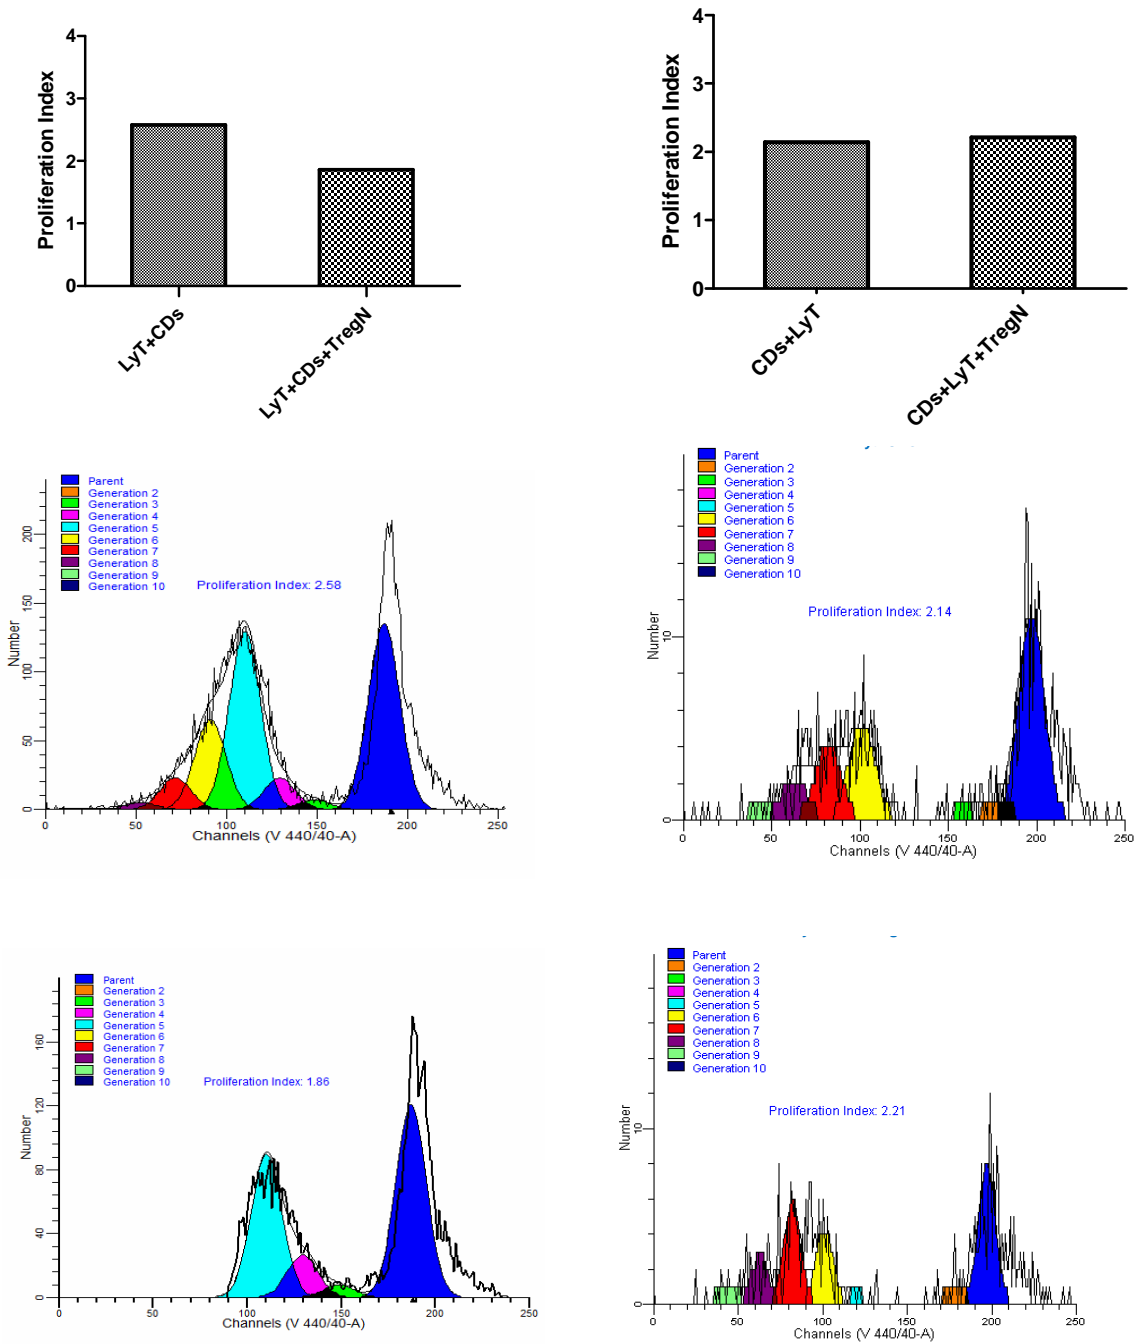 4
3
2
1
0
Proliferation Index
LyT+CDs
LyT+CDs+TregN
4
3
2
1
0
Proliferation Index
CDs+LyT
CDs+LyT+TregN
Parent
Generation 2
Generation 3
Generation 4
Generation 5
Generation 6
Generation 7
Generation 8
Generation 9
Generation 10
Proliferation Index: 2.58
Number
200
150
100
50
0
0 50 100 150 200 250
Channels (V 440/40-A)
Parent
Generation 2
Generation 3
Generation 4
Generation 5
Generation 6
Generation 7
Generation 8
Generation 9
Generation 10
Proliferation Index: 2.14
Number
10
0
0 50 100 150 200 250
Channels (V 440/40-A)
Parent
Generation 2
Generation 3
Generation 4
Generation 5
Generation 6
Generation 7
Generation 8
Generation 9
Generation 10
Proliferation Index: 1.86
Number
160
120
80
40
0
0 50 100 150 200 250
Channels (V 440/40-A)
Parent
Generation 2
Generation 3
Generation 4
Generation 5
Generation 6
Generation 7
Generation 8
Generation 9
Generation 10
Proliferation Index: 2.21
Number
10
0
0 50 100 150 200 250
Channels (V 440/40-A)